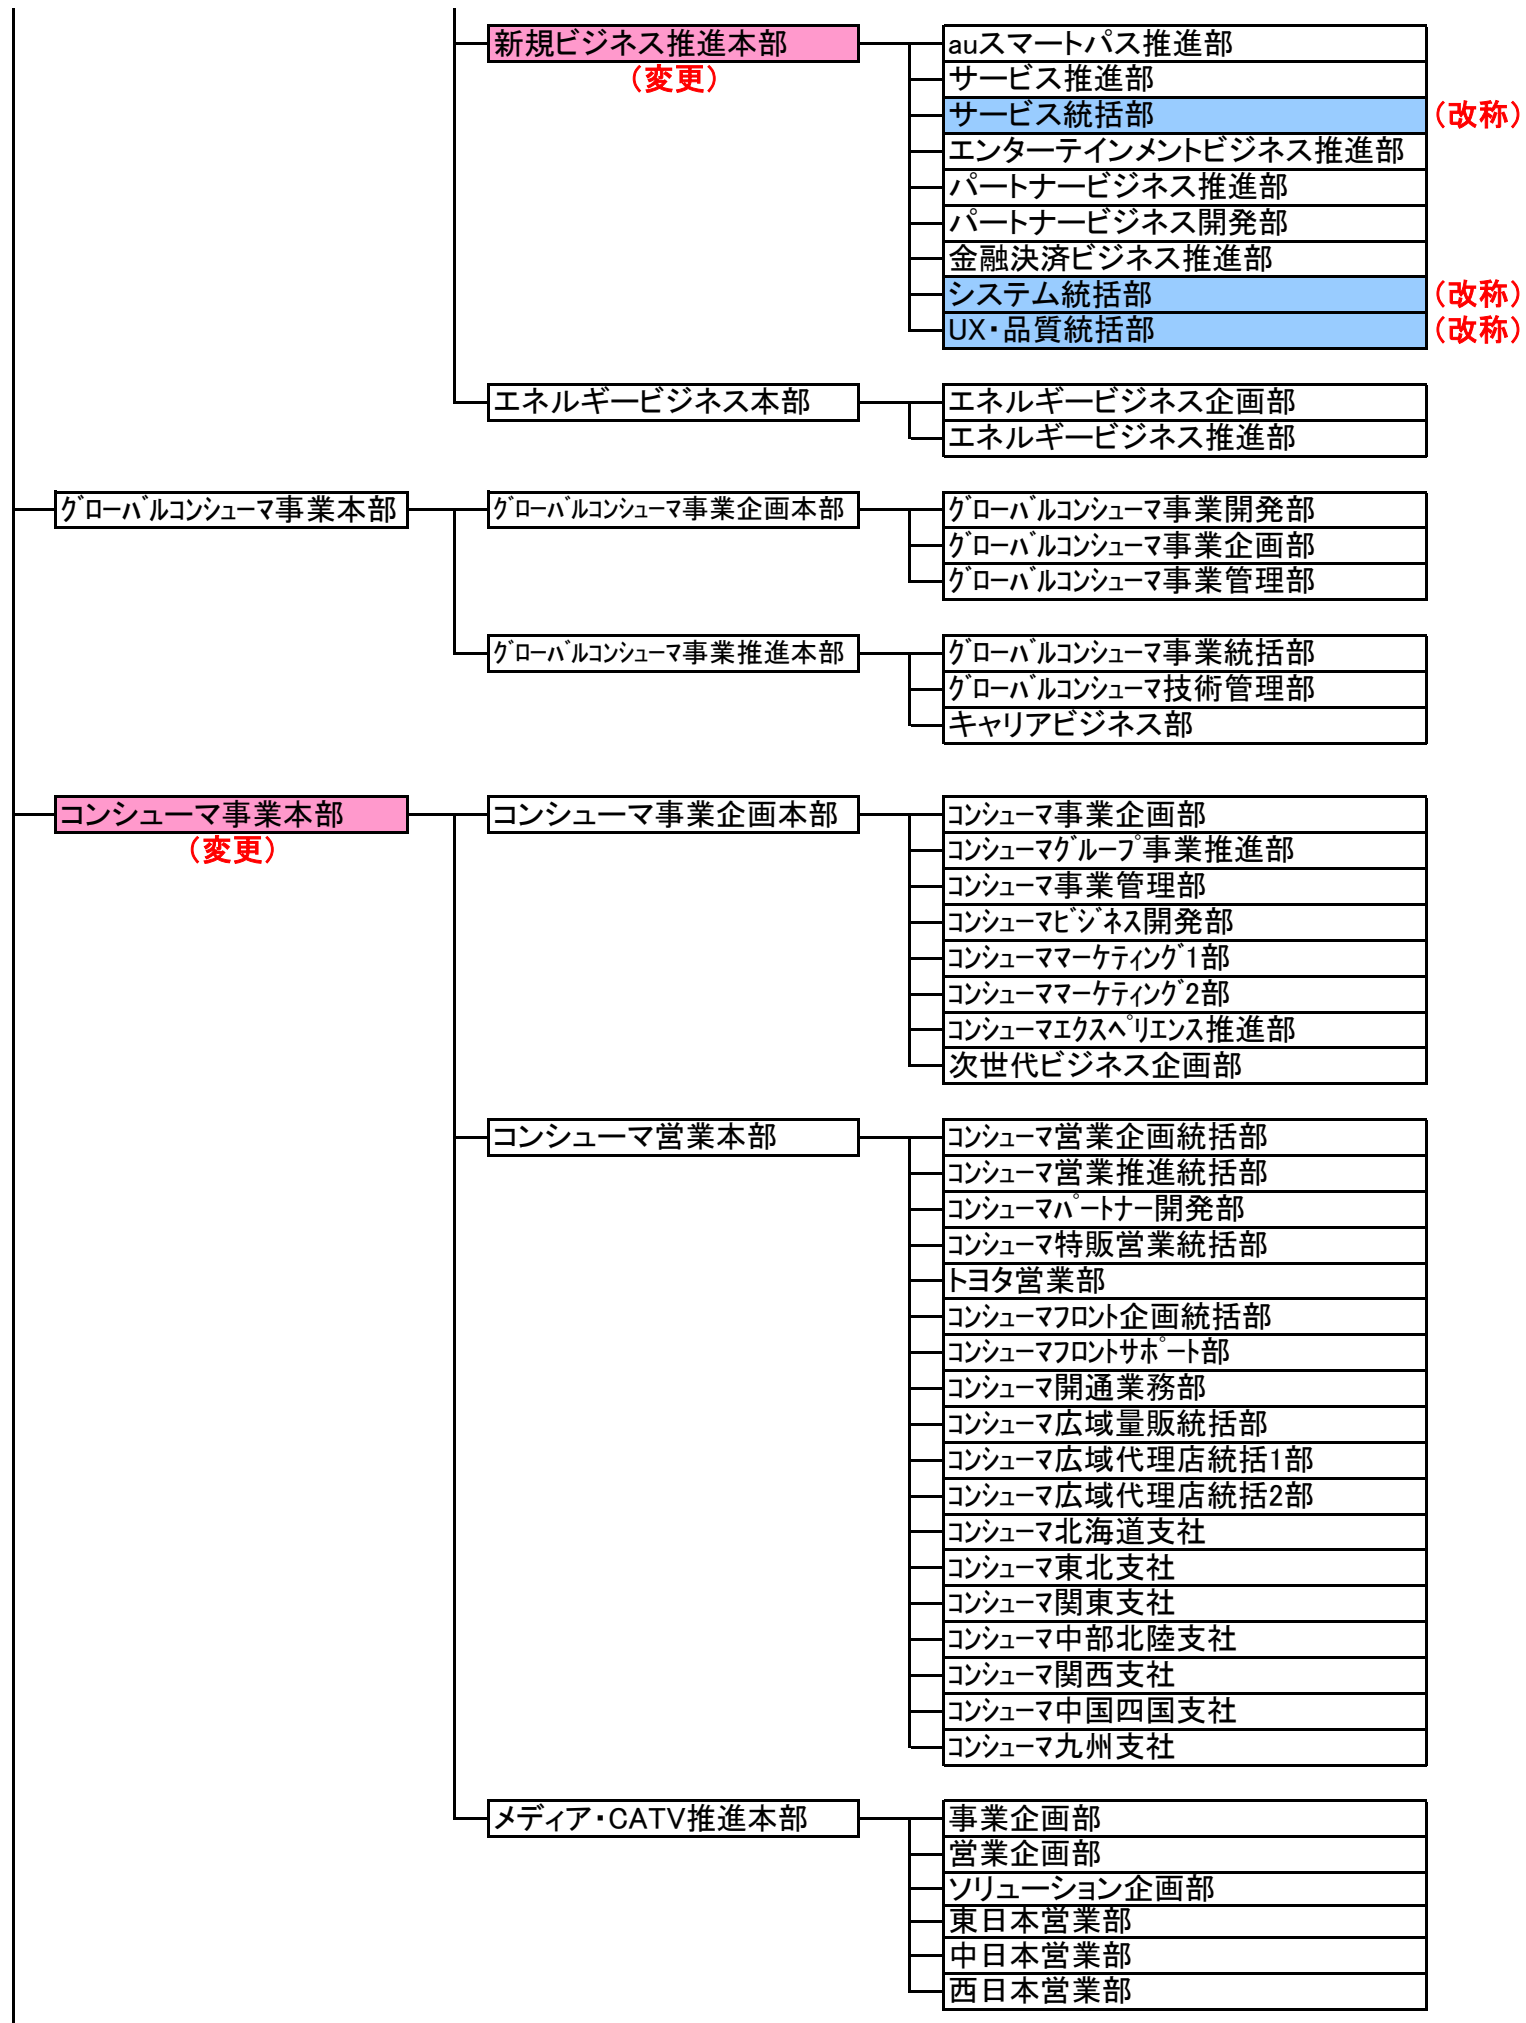 新規ビジネス推進本部
(変更)
auスマートパス推進部
サービス推進部
サービス統括部 (改称)
エンターテインメントビジネス推進部
パートナービジネス推進部
パートナービジネス開発部
金融決済ビジネス推進部
システム統括部 (改称)
UX・品質統括部 (改称)
エネルギービジネス本部
エネルギービジネス企画部
エネルギービジネス推進部
グローバルコンシューマ事業本部
グローバルコンシューマ事業企画本部
グローバルコンシューマ事業開発部
グローバルコンシューマ事業企画部
グローバルコンシューマ事業管理部
グローバルコンシューマ事業推進本部
グローバルコンシューマ事業統括部
グローバルコンシューマ技術管理部
キャリアビジネス部
コンシューマ事業本部
(変更)
コンシューマ事業企画本部
コンシューマ事業企画部
コンシューマグループ事業推進部
コンシューマ事業管理部
コンシューマビジネス開発部
コンシューママーケティング1部
コンシューママーケティング2部
コンシューマエクスペリエンス推進部
次世代ビジネス企画部
コンシューマ営業本部
コンシューマ営業企画統括部
コンシューマ営業推進統括部
コンシューマパートナー開発部
コンシューマ特販営業統括部
トヨタ営業部
コンシューマフロント企画統括部
コンシューマフロントサポート部
コンシューマ開通業務部
コンシューマ広域量販統括部
コンシューマ広域代理店統括1部
コンシューマ広域代理店統括2部
コンシューマ北海道支社
コンシューマ東北支社
コンシューマ関東支社
コンシューマ中部北陸支社
コンシューマ関西支社
コンシューマ中国四国支社
コンシューマ九州支社
メディア・CATV推進本部
事業企画部
営業企画部
ソリューション企画部
東日本営業部
中日本営業部
西日本営業部